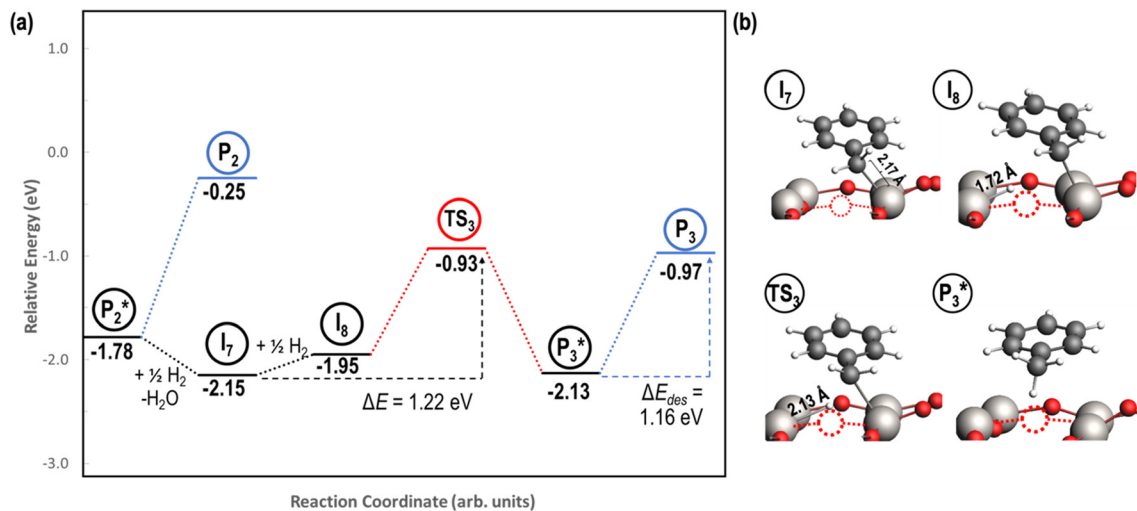 (a)
(b)
Relative Energy (eV)
1.0
0.0
-1.0
-2.0
-3.0
P₂
-0.25
P₂*
-1.78
+ ½ H₂
-H₂O
I₇
-2.15
+ ½ H₂
I₈
-1.95
TS₃
-0.93
ΔE = 1.22 eV
P₃*
-2.13
P₃
-0.97
ΔE_des =
1.16 eV
Reaction Coordinate (arb. units)
I₇
2.17 Å
I₈
1.72 Å
TS₃
2.13 Å
P₃*